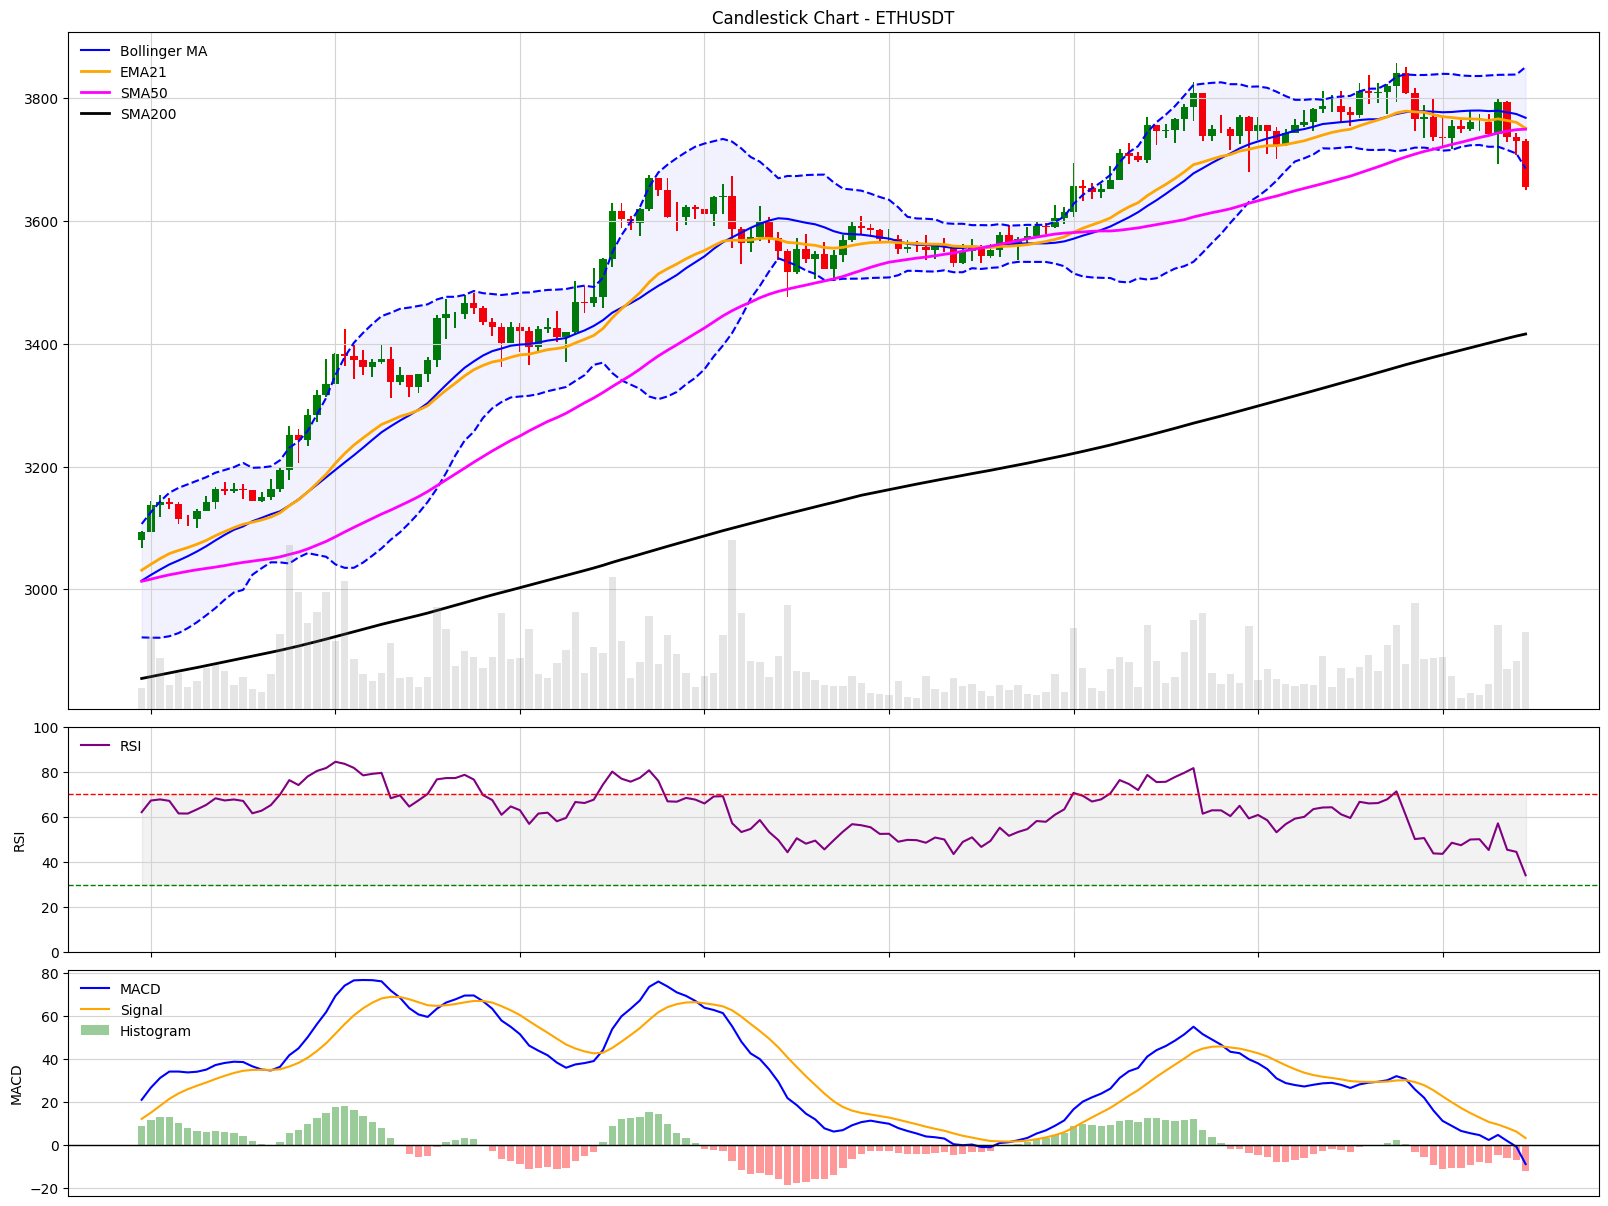 Candlestick Chart - ETHUSDT
Bollinger MA
EMA21
SMA50
SMA200
3800
3600
3400
3200
3000
RSI
100
80
60
40
20
0
RSI
MACD
Signal
Histogram
80
60
40
20
0
−20
MACD